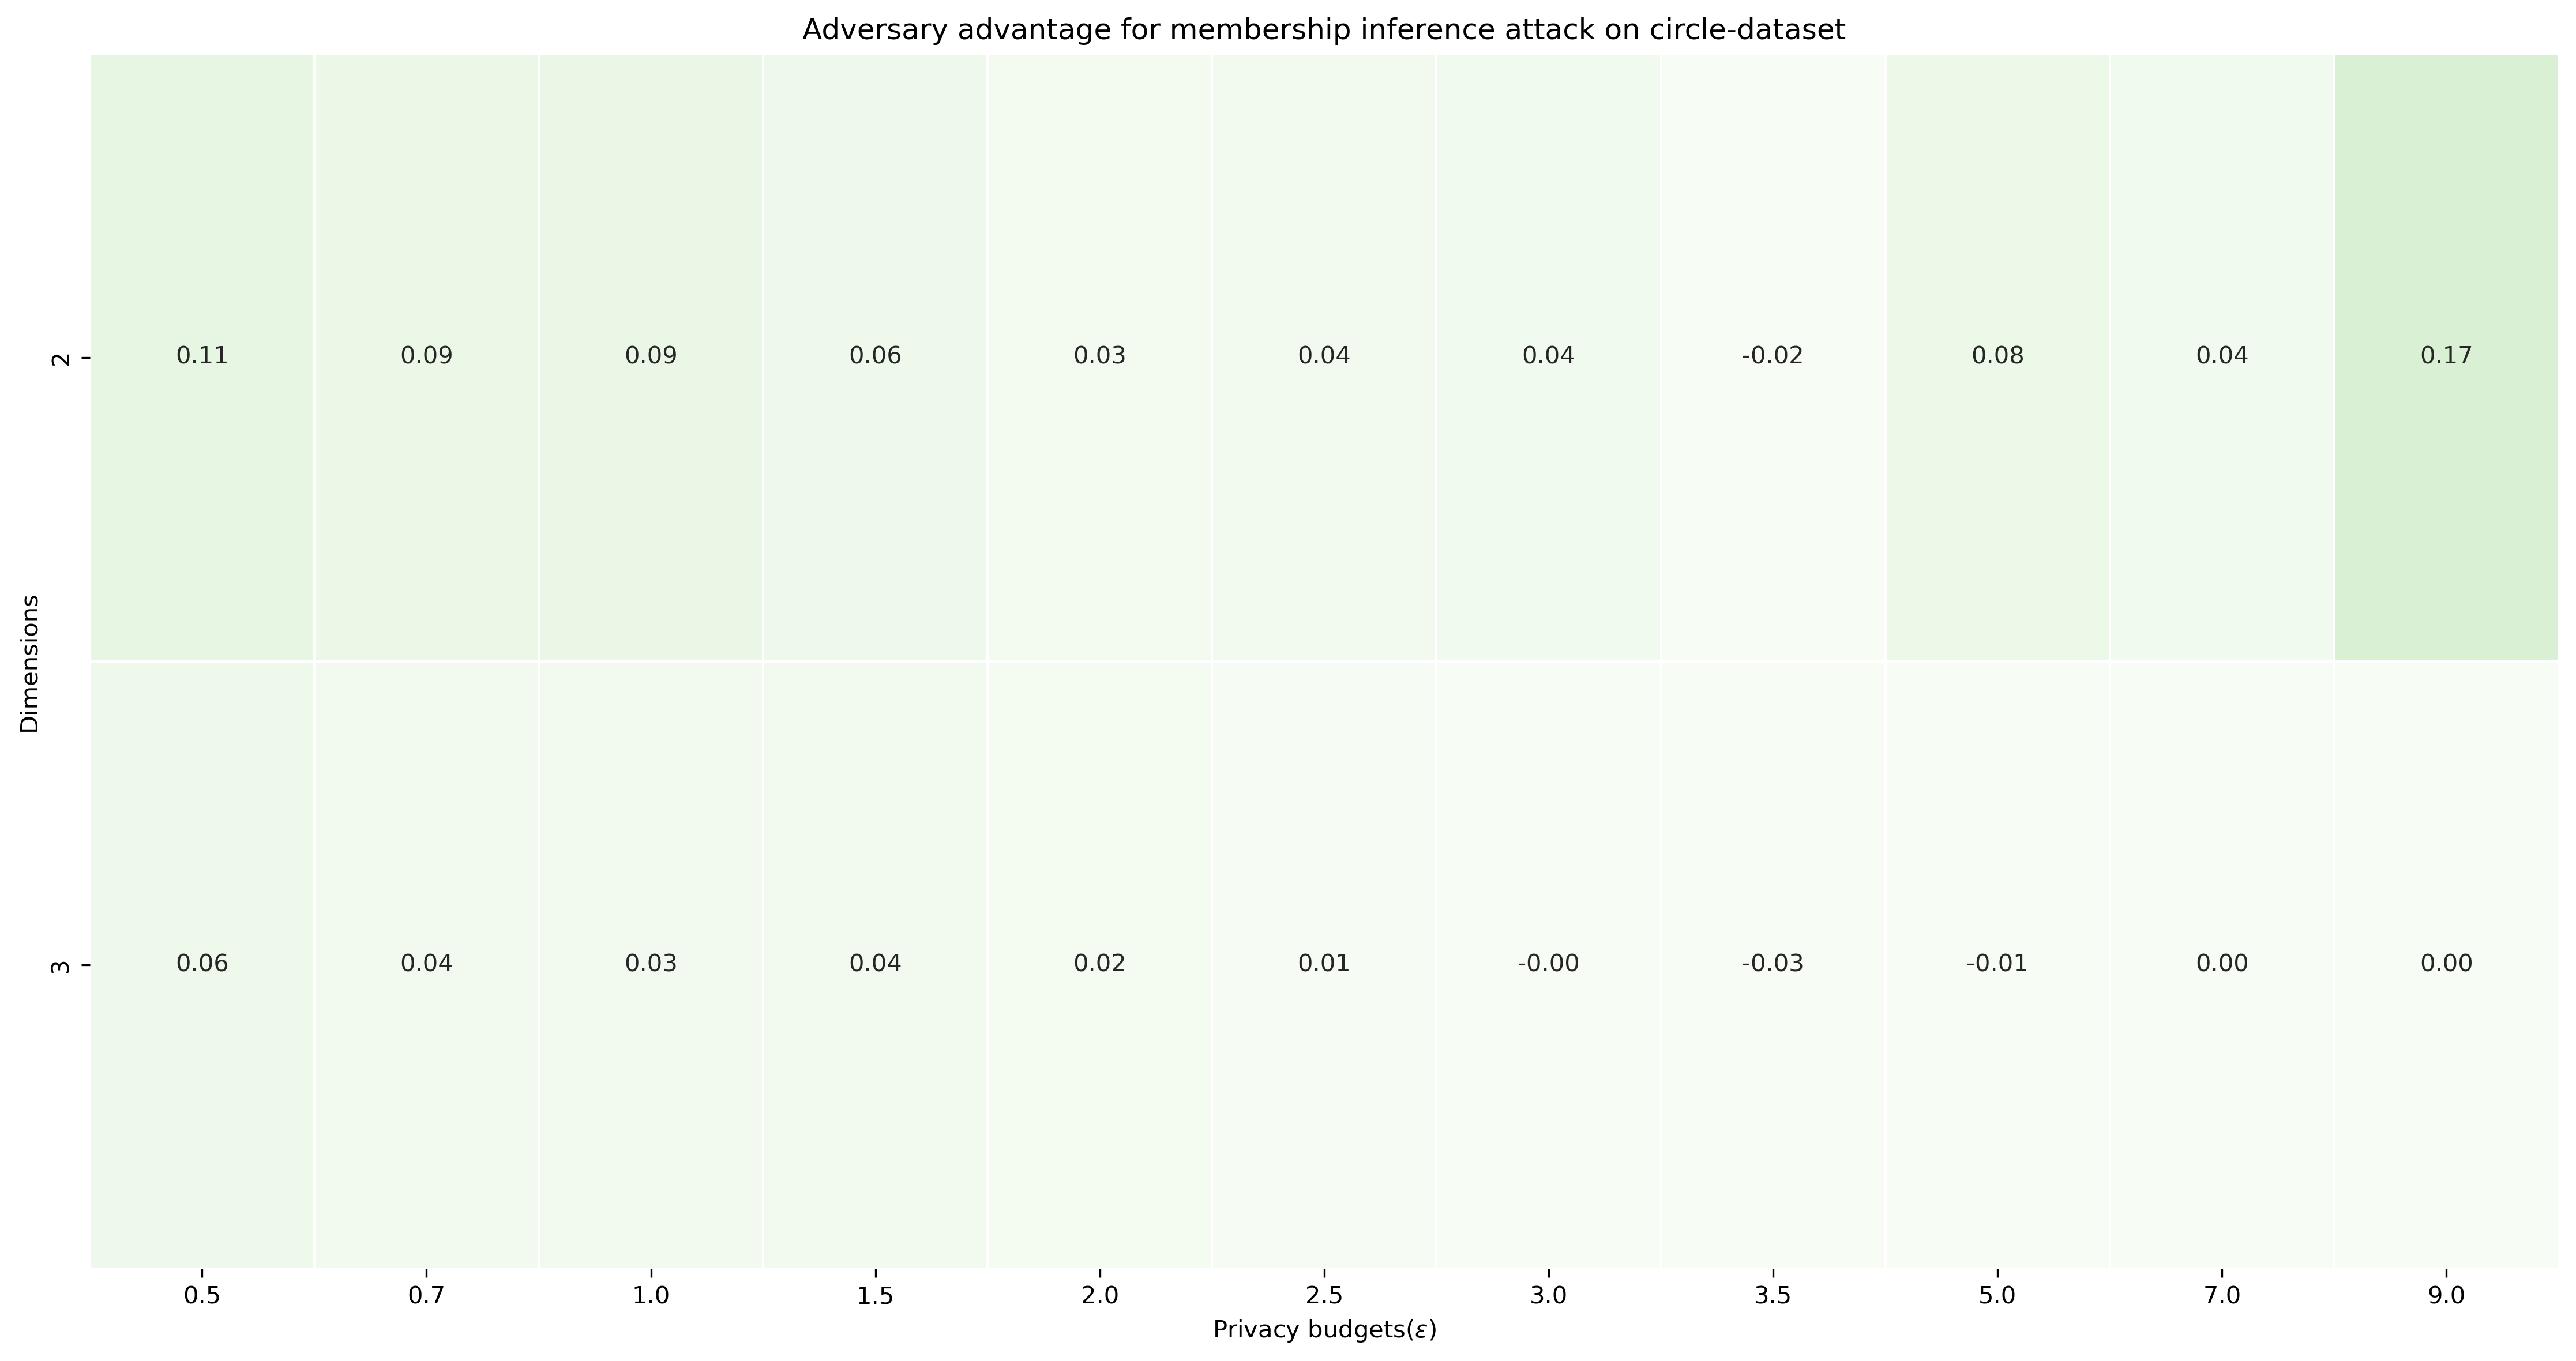 Adversary advantage for membership inference attack on circle-dataset
Dimensions
2
0.11 0.09 0.09 0.06 0.03 0.04 0.04 -0.02 0.08 0.04 0.17
3
0.06 0.04 0.03 0.04 0.02 0.01 -0.00 -0.03 -0.01 0.00 0.00
0.5 0.7 1.0 1.5 2.0 2.5 3.0 3.5 5.0 7.0 9.0
Privacy budgets(ε)